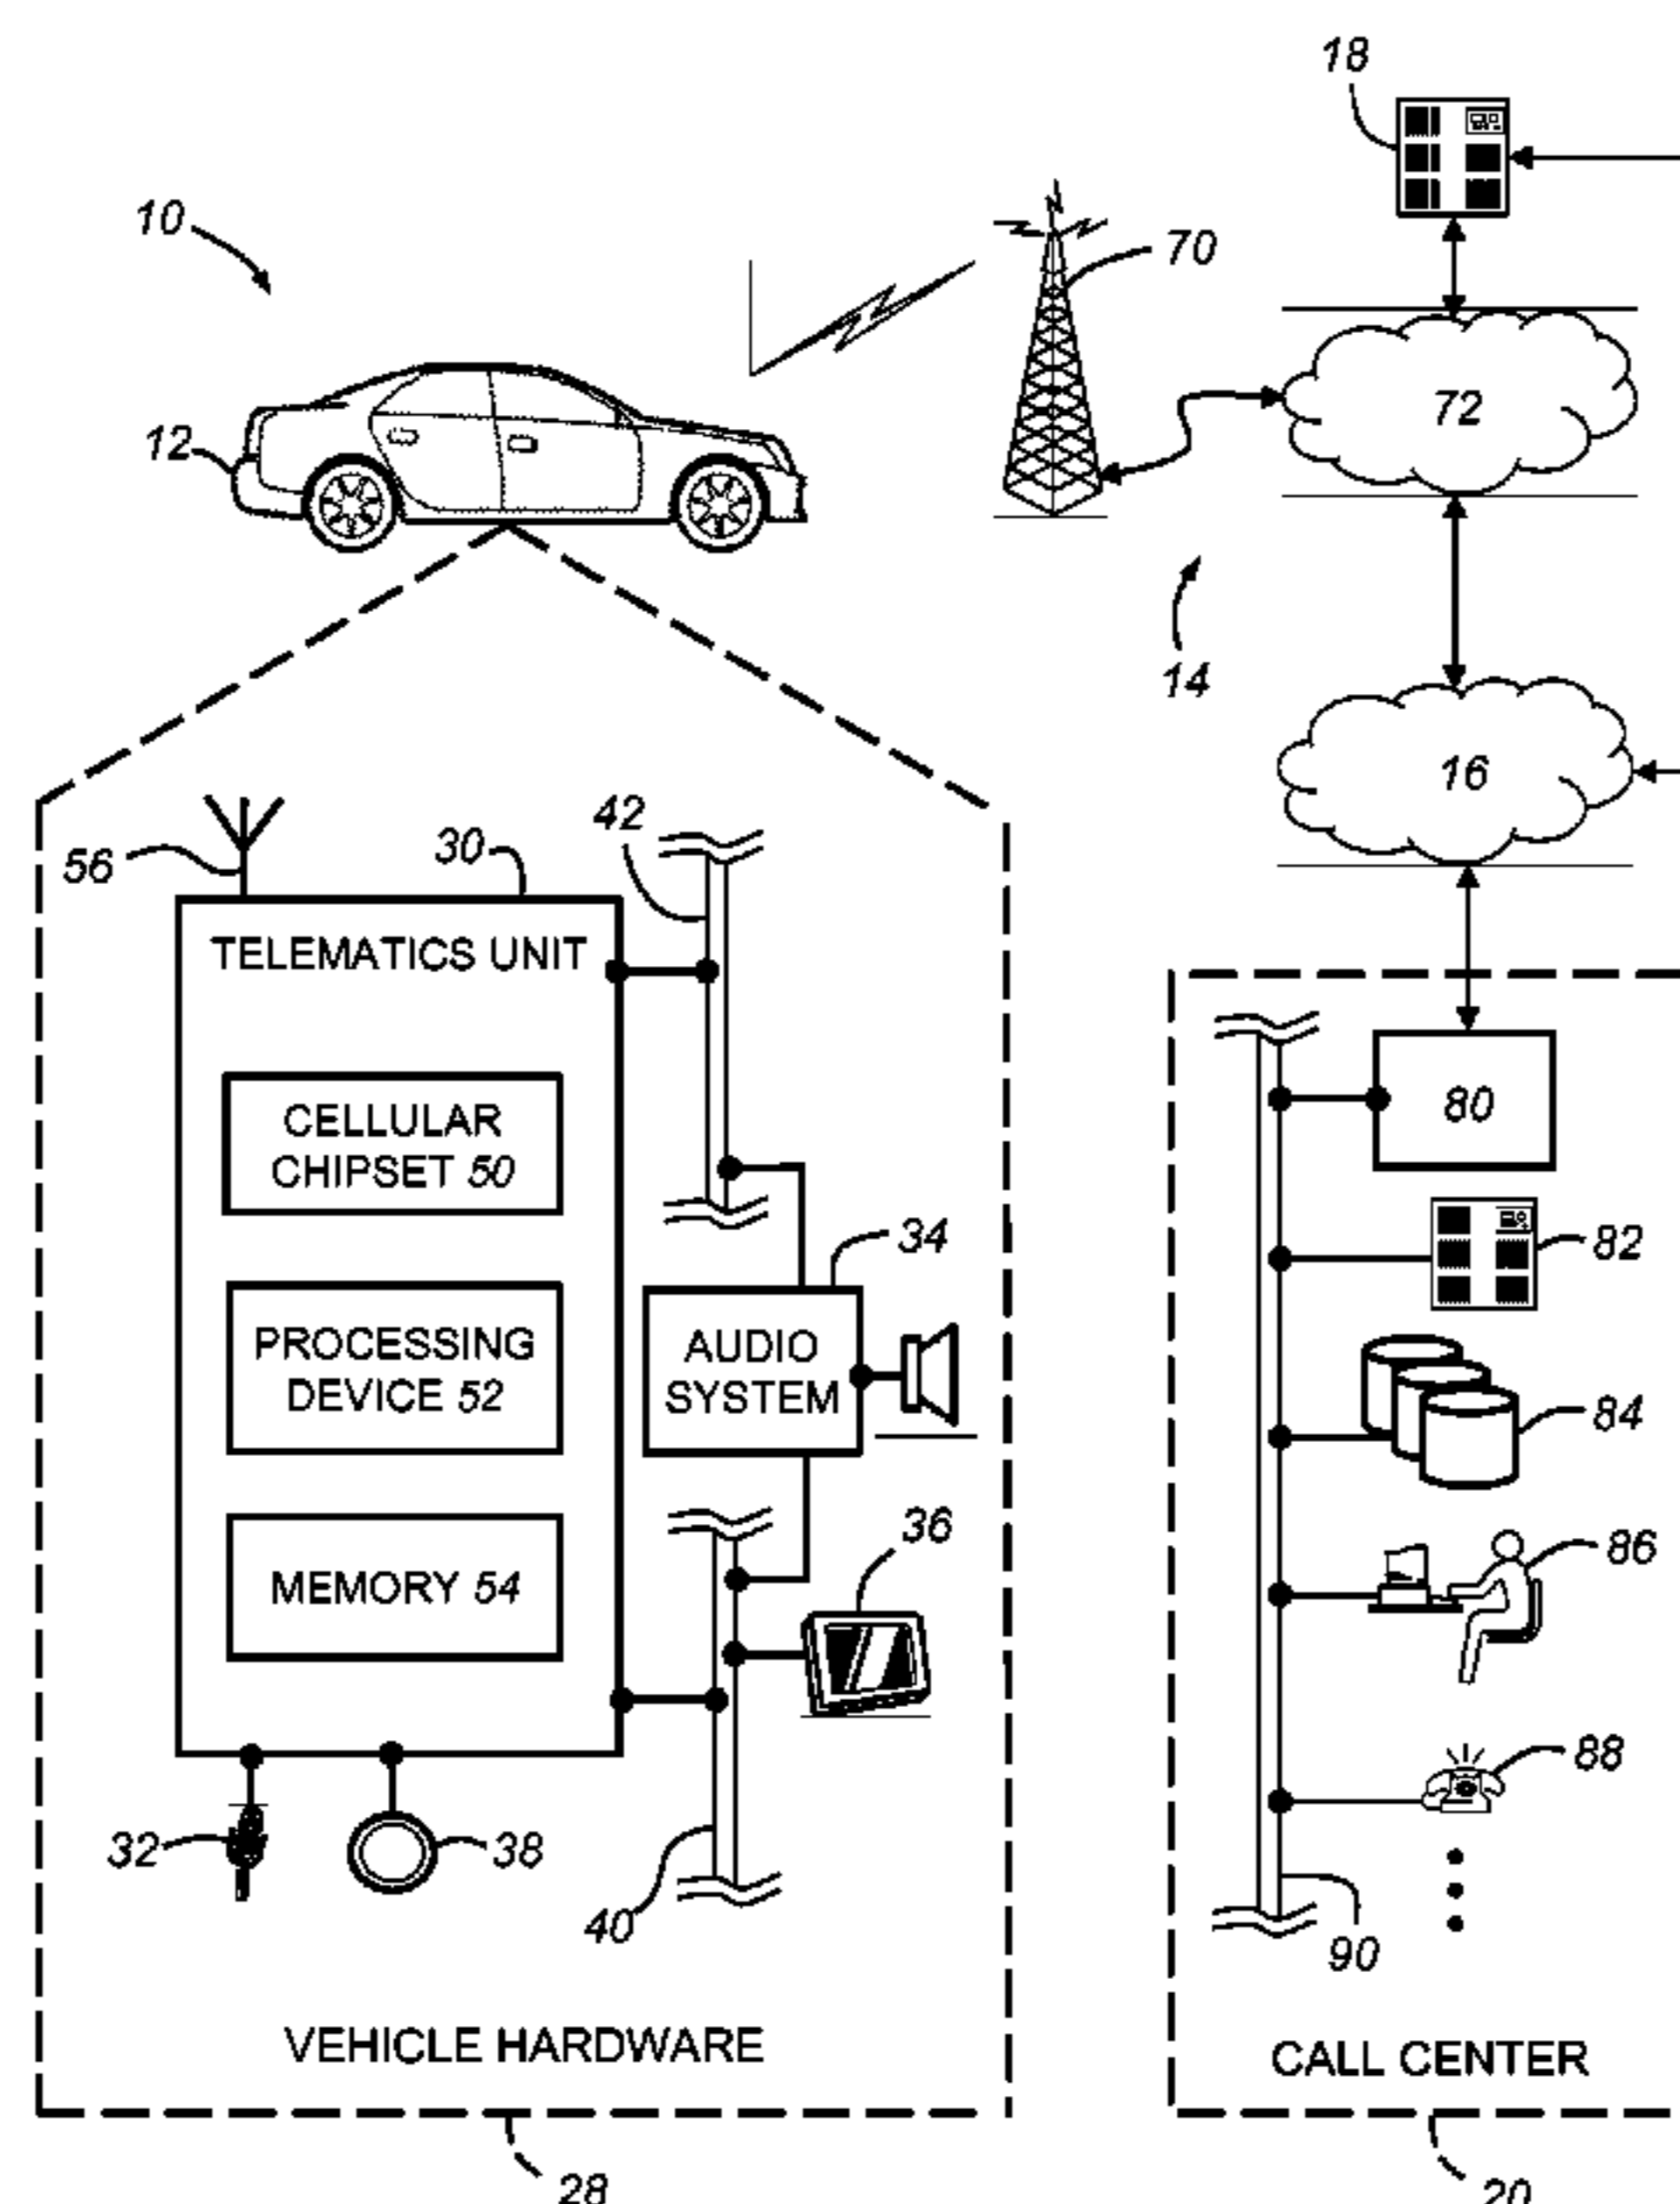 18
10
70
12
72
14
16
42
56
30
TELEMATICS UNIT
CELLULAR
CHIPSET 50
PROCESSING
DEVICE 52
MEMORY 54
34
AUDIO
SYSTEM
36
32
38
40
VEHICLE HARDWARE
28
80
82
84
86
88
90
CALL CENTER
20